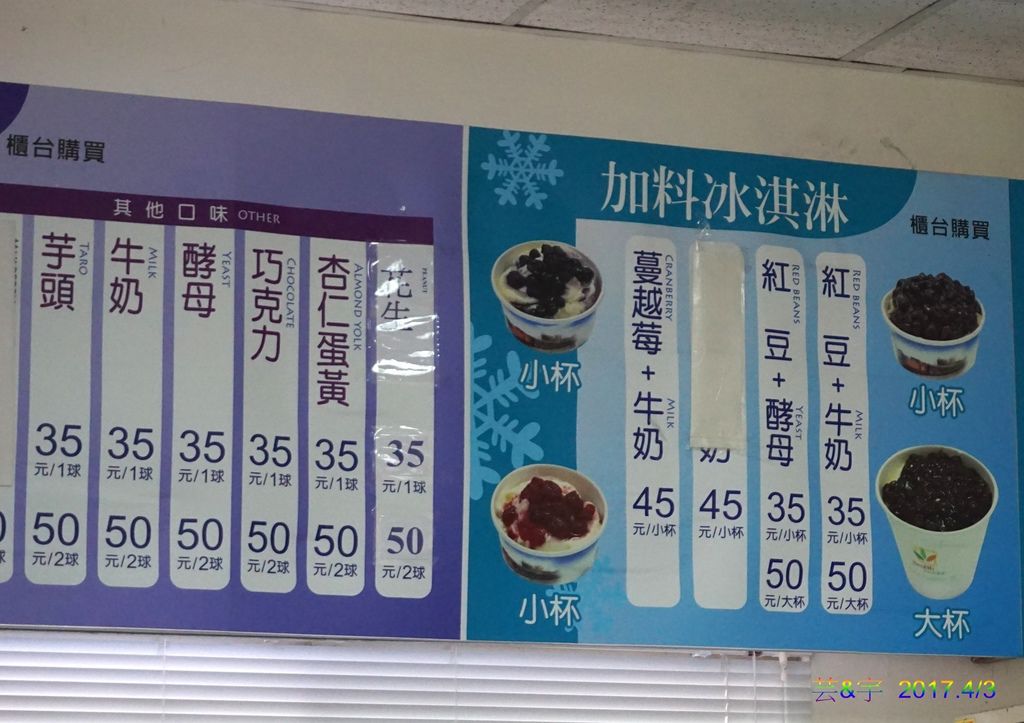 櫃台購買
其他口味 OTHER
芋頭 TARO
35
元/1球
50
元/2球
牛奶 MILK
35
元/1球
50
元/2球
酵母 YEAST
35
元/1球
50
元/2球
巧克力 CHOCOLATE
35
元/1球
50
元/2球
杏仁蛋黃 ALMOND YOLK
35
元/1球
50
元/2球
花生 PEANUT
35
元/1球
50
元/2球
加料冰淇淋
櫃台購買
小杯
小杯
蔓越莓+牛奶 CRANBERRY MILK
45
元/小杯
奶
45
元/小杯
紅豆+酵母 RED BEANS YEAST
35
元/小杯
50
元/大杯
紅豆+牛奶 RED BEANS MILK
35
元/小杯
50
元/大杯
小杯
大杯
芸&宇 2017.4/3